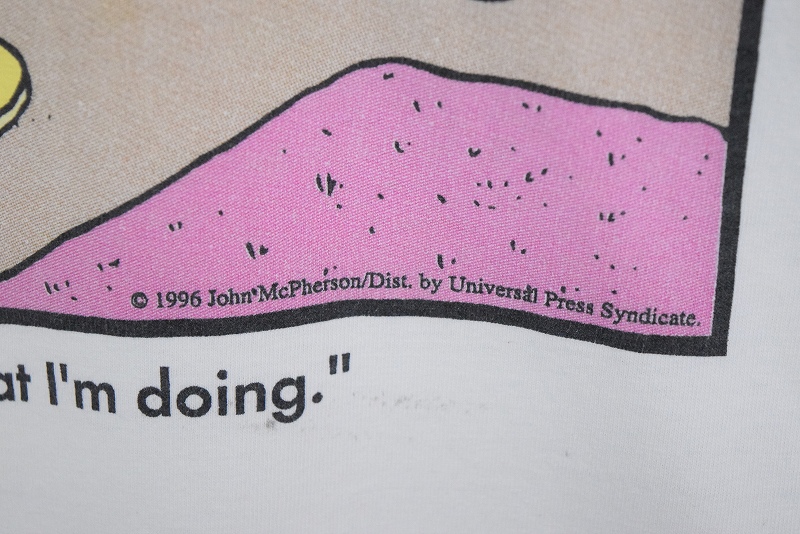 © 1996 John McPherson/Dist. by Universal Press Syndicate.
at I'm doing."